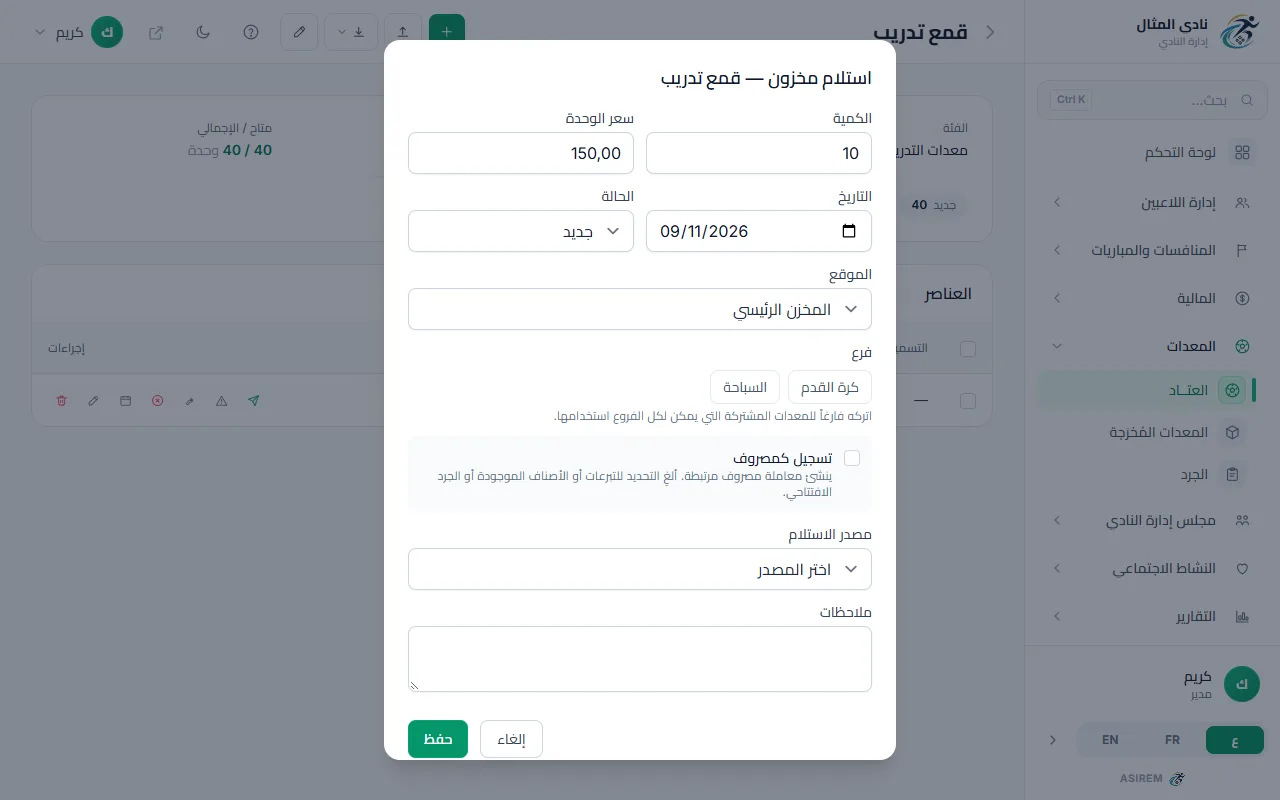 نادي المثال
إدارة النادي
بحث...
Ctrl K
لوحة التحكم
إدارة اللاعبين
المنافسات والمباريات
المالية
المعدات
العتـاد
المعدات المُخرَجة
الجرد
مجلس إدارة النادي
النشاط الاجتماعي
التقارير
ك
كريم
مدير
ع
FR
EN
ASIREM
قمع تدريب
ك
كريم
الفئة
معدات التدريب
جديد 40
متاح / الإجمالي
40 / 40 وحدة
العناصر
إجراءات
—
استلام مخزون — قمع تدريب
الكمية
سعر الوحدة
10
150,00
التاريخ
الحالة
09/11/2026
جديد
الموقع
المخزن الرئيسي
فرع
كرة القدم
السباحة
اتركه فارغاً للمعدات المشتركة التي يمكن لكل الفروع استخدامها.
تسجيل كمصروف
ينشئ معاملة مصروف مرتبطة. ألغِ التحديد للتبرعات أو الأصناف الموجودة أو الجرد
الافتتاحي.
مصدر الاستلام
اختر المصدر
ملاحظات
إلغاء
حفظ